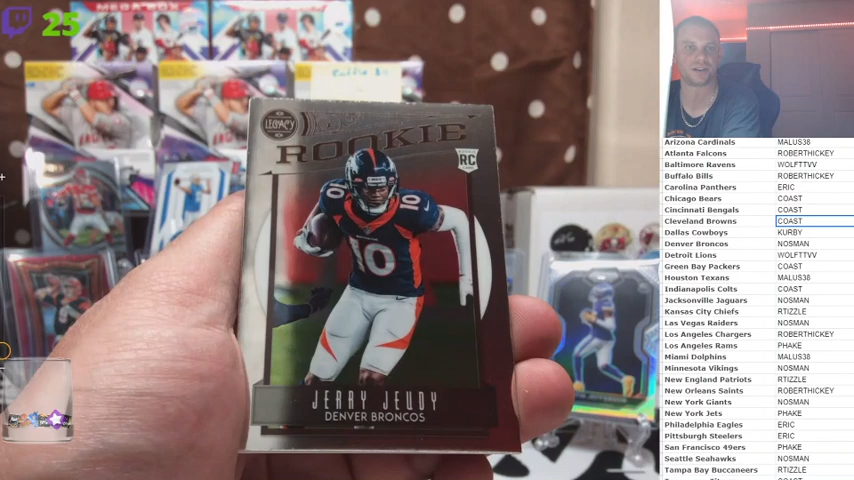 25
MEGA BOX
LEGACY
ROOKIE
RC
10
10
10
JERRY JEUDY
DENVER BRONCOS
Arizona Cardinals MALUS38
Atlanta Falcons ROBERTHICKEY
Baltimore Ravens WOLFTTVV
Buffalo Bills ROBERTHICKEY
Carolina Panthers ERIC
Chicago Bears COAST
Cincinnati Bengals COAST
Cleveland Browns COAST
Dallas Cowboys KURBY
Denver Broncos NOSMAN
Detroit Lions WOLFTTVV
Green Bay Packers COAST
Houston Texans MALUS38
Indianapolis Colts COAST
Jacksonville Jaguars NOSMAN
Kansas City Chiefs RTIZZLE
Las Vegas Raiders NOSMAN
Los Angeles Chargers ROBERTHICKEY
Los Angeles Rams PHAKE
Miami Dolphins MALUS38
Minnesota Vikings NOSMAN
New England Patriots RTIZZLE
New Orleans Saints ROBERTHICKEY
New York Giants NOSMAN
New York Jets PHAKE
Philadelphia Eagles ERIC
Pittsburgh Steelers ERIC
San Francisco 49ers PHAKE
Seattle Seahawks NOSMAN
Tampa Bay Buccaneers RTIZZLE